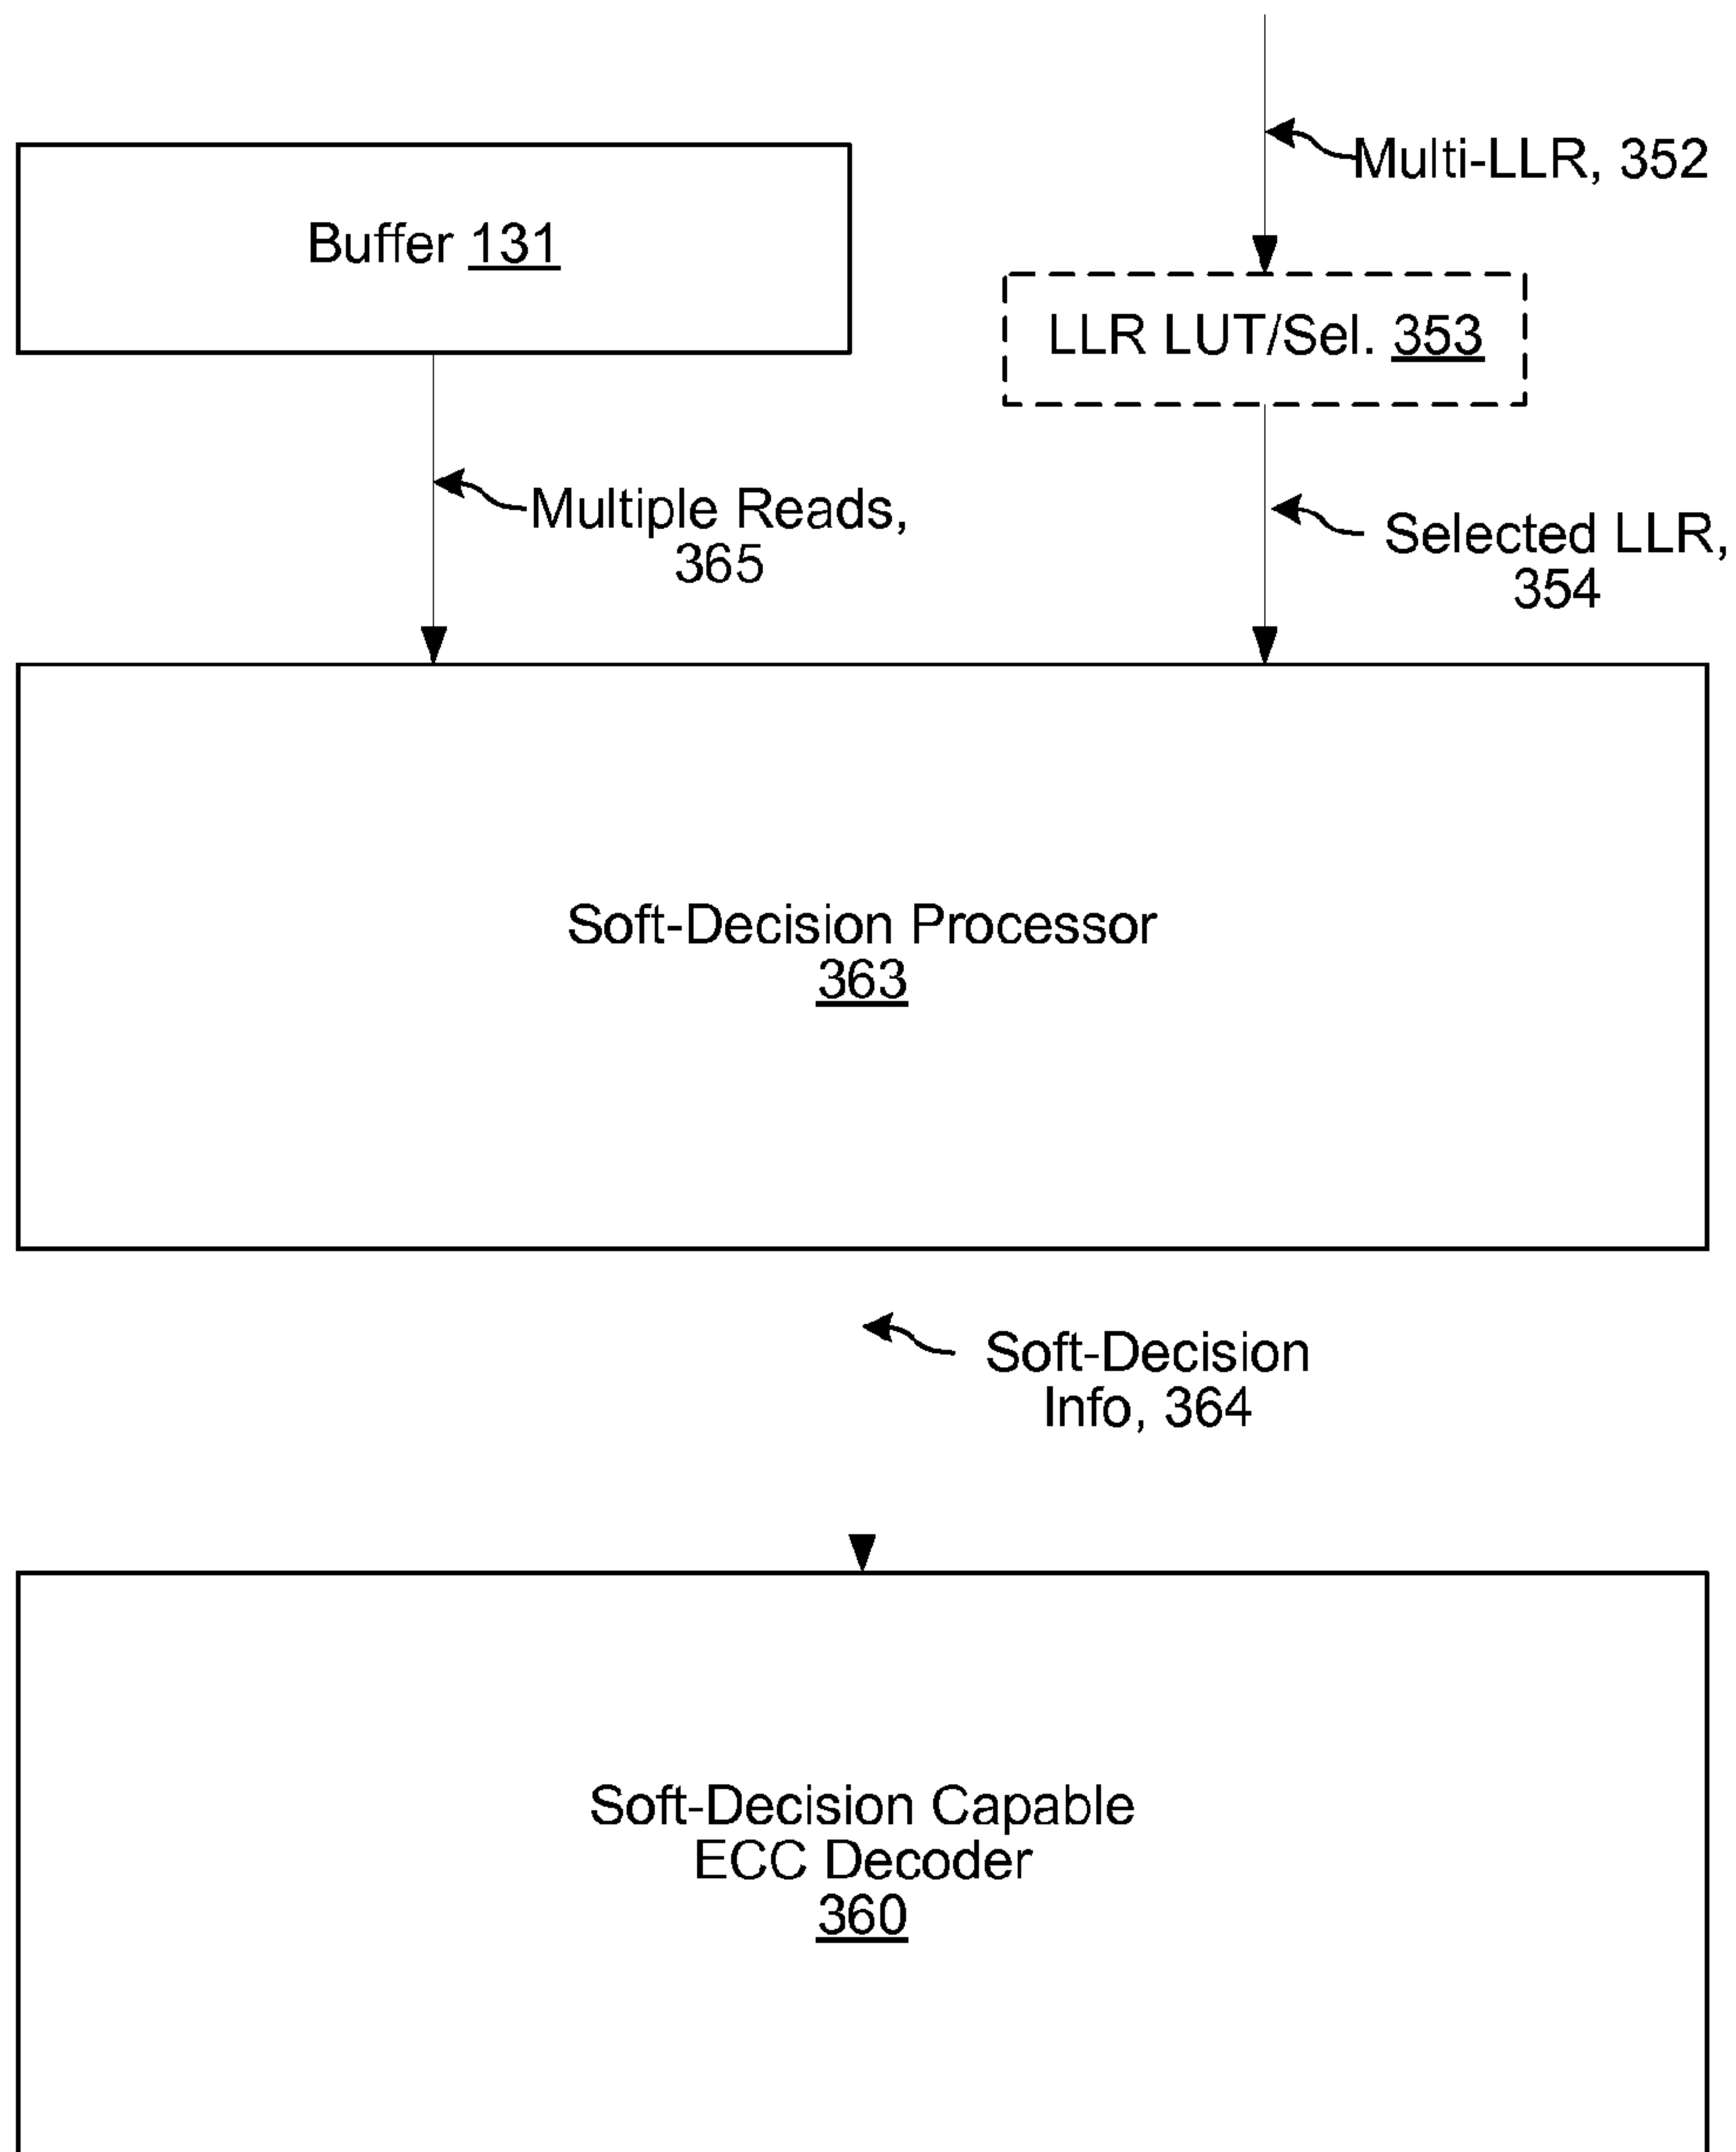 Multi-LLR, 352
Buffer 131
LLR LUT/Sel. 353
Multiple Reads,
365
Selected LLR,
354
Soft-Decision Processor
363
Soft-Decision
Info, 364
Soft-Decision Capable
ECC Decoder
360